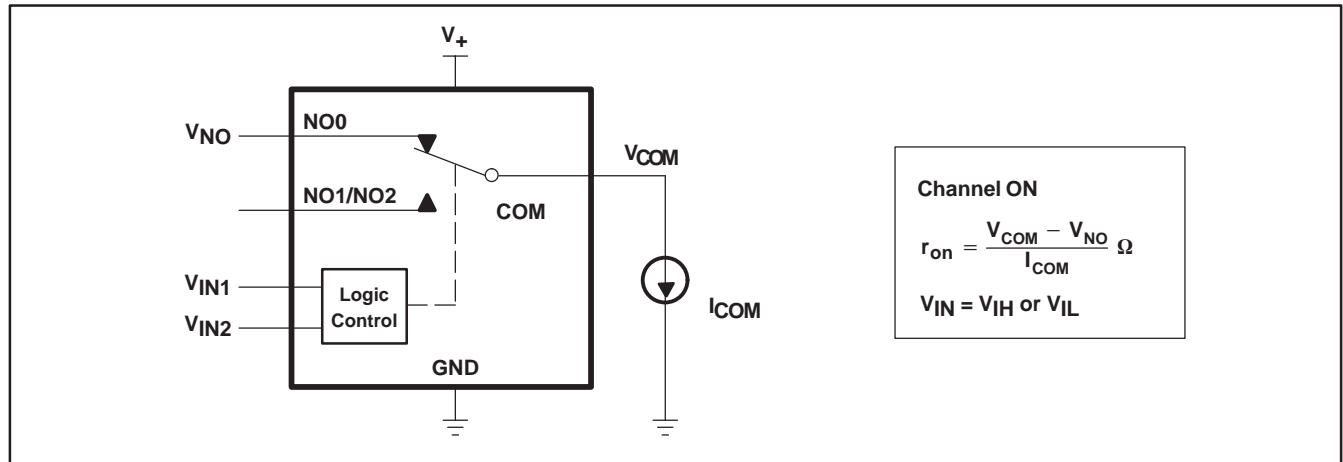 V+
VNO
NO0
VCOM
NO1/NO2
COM
VIN1
VIN2
Logic
Control
ICOM
GND
Channel ON
ron = VCOM − VNO / ICOM Ω
VIN = VIH or VIL